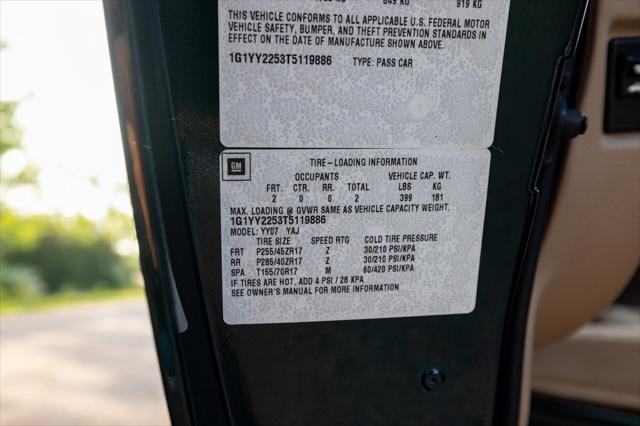 849 KG 919 KG
THIS VEHICLE CONFORMS TO ALL APPLICABLE U.S. FEDERAL MOTOR
VEHICLE SAFETY, BUMPER, AND THEFT PREVENTION STANDARDS IN
EFFECT ON THE DATE OF MANUFACTURE SHOWN ABOVE.
1G1YY2253T5119886 TYPE: PASS CAR
GM TIRE-LOADING INFORMATION
OCCUPANTS VEHICLE CAP. WT.
FRT. CTR. RR. TOTAL LBS KG
2 0 0 2 399 181
MAX. LOADING @ GVWR SAME AS VEHICLE CAPACITY WEIGHT.
1G1YY2253T5119886
MODEL: YY07 YAJ
TIRE SIZE SPEED RTG COLD TIRE PRESSURE
FRT P255/45ZR17 Z 30/210 PSI/KPA
RR P285/40ZR17 Z 30/210 PSI/KPA
SPA T155/70R17 M 60/420 PSI/KPA
IF TIRES ARE HOT, ADD 4 PSI / 28 KPA
SEE OWNER'S MANUAL FOR MORE INFORMATION